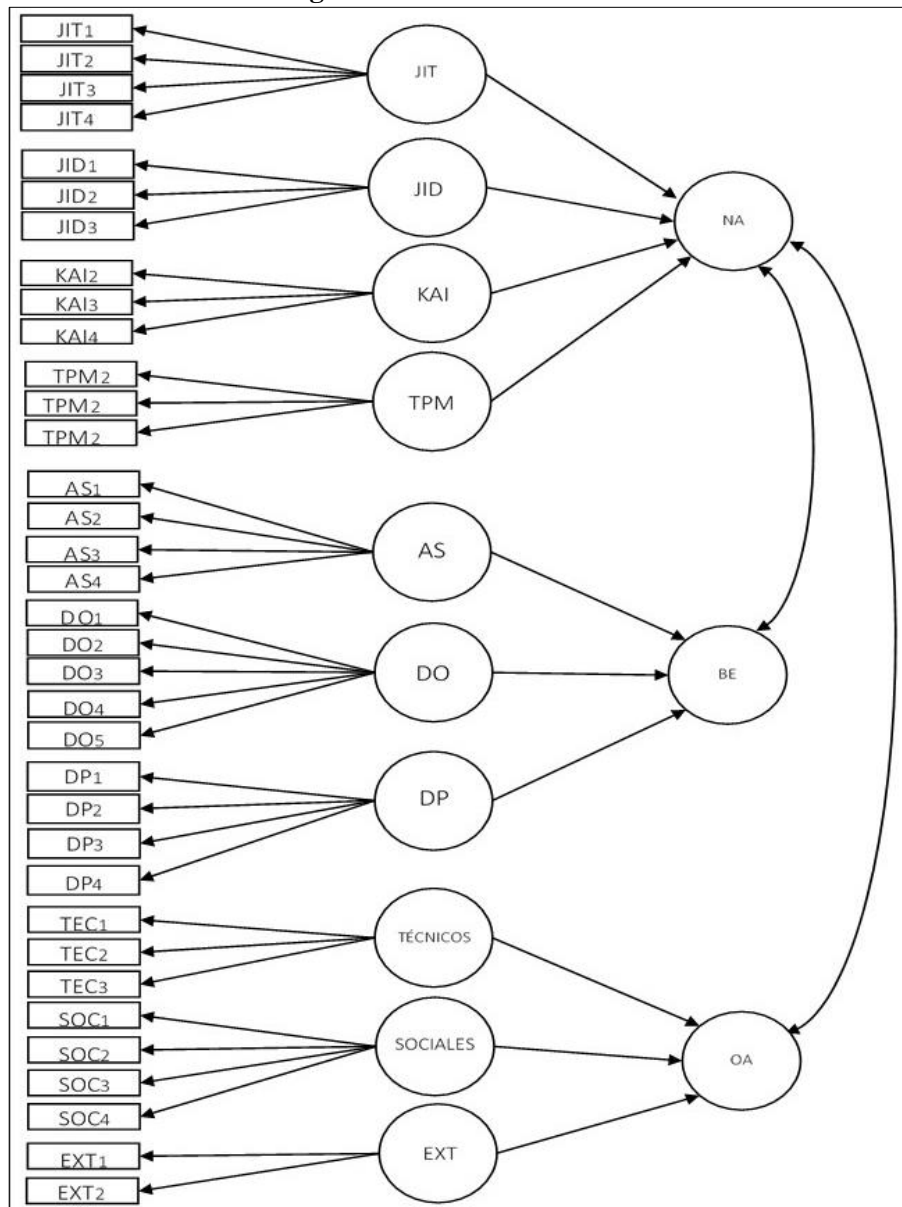 JIT1
JIT2
JIT3
JIT4
JIT
JID1
JID2
JID3
JID
NA
KAI2
KAI3
KAI4
KAI
TPM2
TPM2
TPM2
TPM
AS1
AS2
AS3
AS4
AS
DO1
DO2
DO3
DO4
DO5
DO
BE
DP1
DP2
DP3
DP4
DP
TEC1
TEC2
TEC3
TÉCNICOS
SOC1
SOC2
SOC3
SOC4
SOCIALES
OA
EXT1
EXT2
EXT